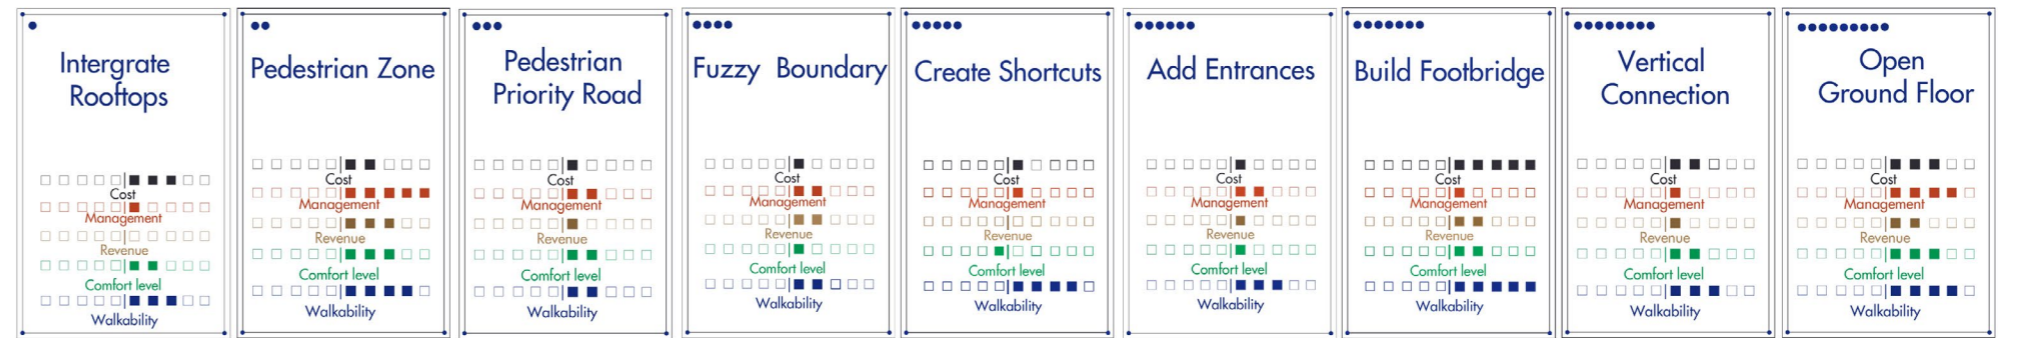 Intergrate
Rooftops
Cost
Management
Revenue
Comfort level
Walkability
Pedestrian Zone
Cost
Management
Revenue
Comfort level
Walkability
Pedestrian
Priority Road
Cost
Management
Revenue
Comfort level
Walkability
Fuzzy Boundary
Cost
Management
Revenue
Comfort level
Walkability
Create Shortcuts
Cost
Management
Revenue
Comfort level
Walkability
Add Entrances
Cost
Management
Revenue
Comfort level
Walkability
Build Footbridge
Cost
Management
Revenue
Comfort level
Walkability
Vertical
Connection
Cost
Management
Revenue
Comfort level
Walkability
Open
Ground Floor
Cost
Management
Revenue
Comfort level
Walkability